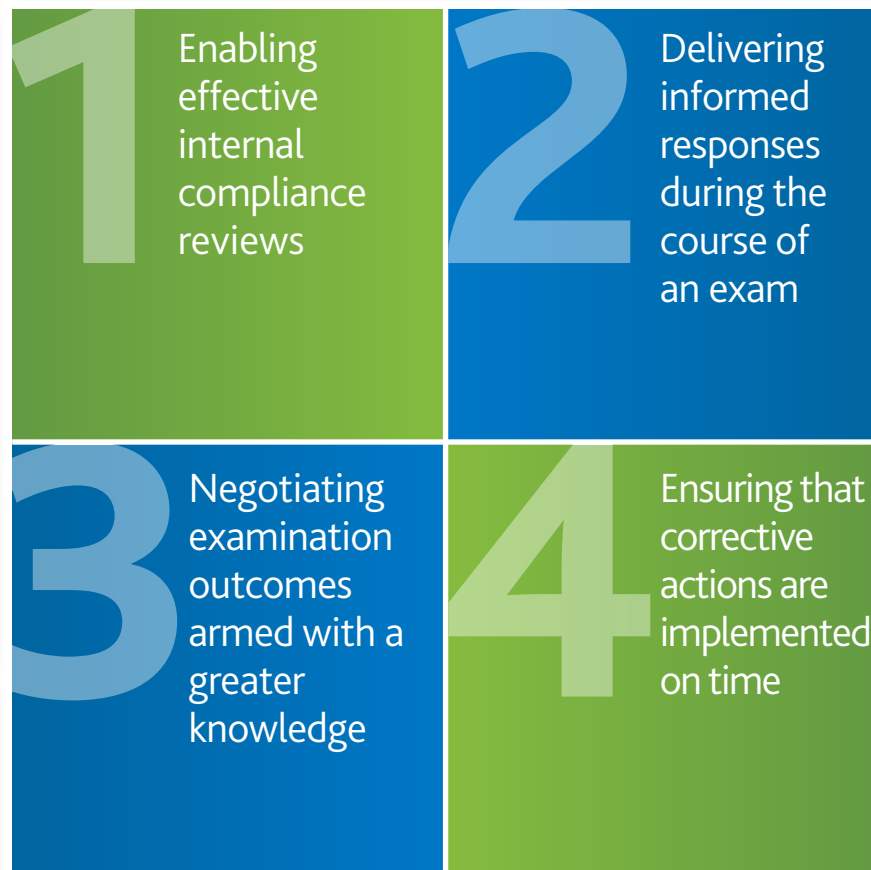 1
Enabling
effective
internal
compliance
reviews
2
Delivering
informed
responses
during the
course of
an exam
3
Negotiating
examination
outcomes
armed with a
greater
knowledge
4
Ensuring that
corrective
actions are
implemented
on time